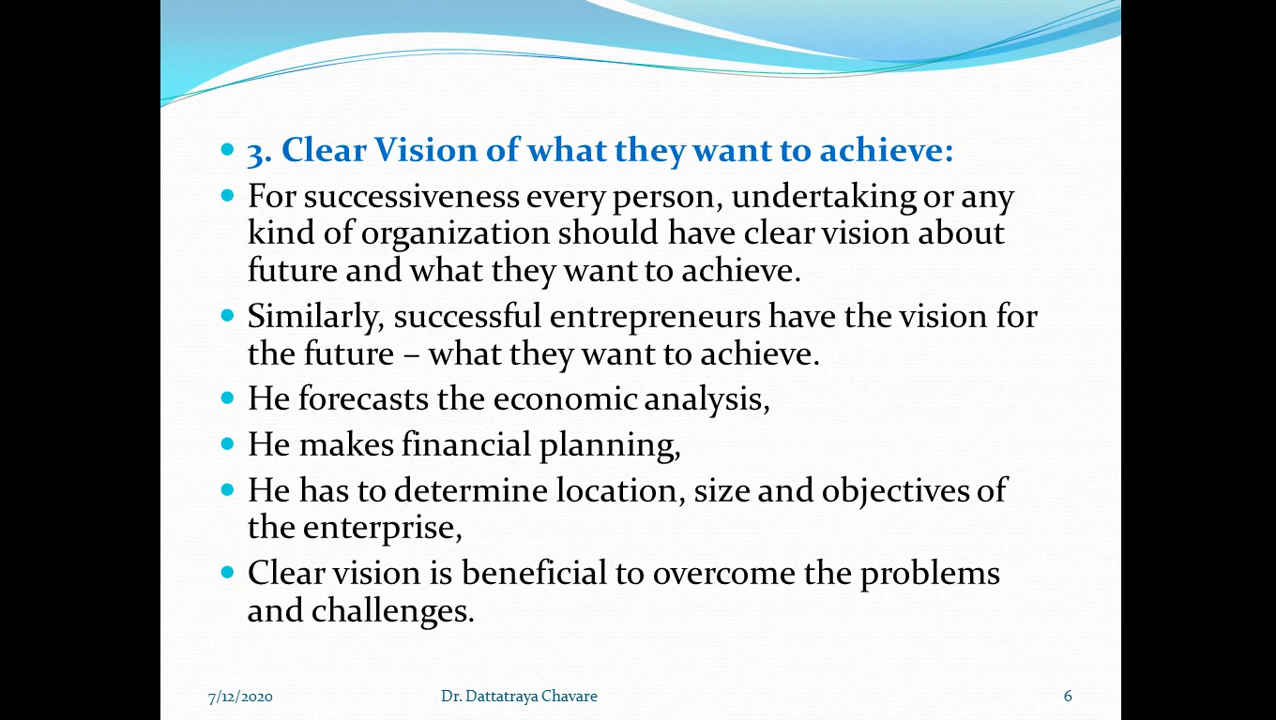 3. Clear Vision of what they want to achieve:
For successiveness every person, undertaking or any
kind of organization should have clear vision about
future and what they want to achieve.
Similarly, successful entrepreneurs have the vision for
the future – what they want to achieve.
He forecasts the economic analysis,
He makes financial planning,
He has to determine location, size and objectives of
the enterprise,
Clear vision is beneficial to overcome the problems
and challenges.
7/12/2020 Dr. Dattatraya Chavare 6